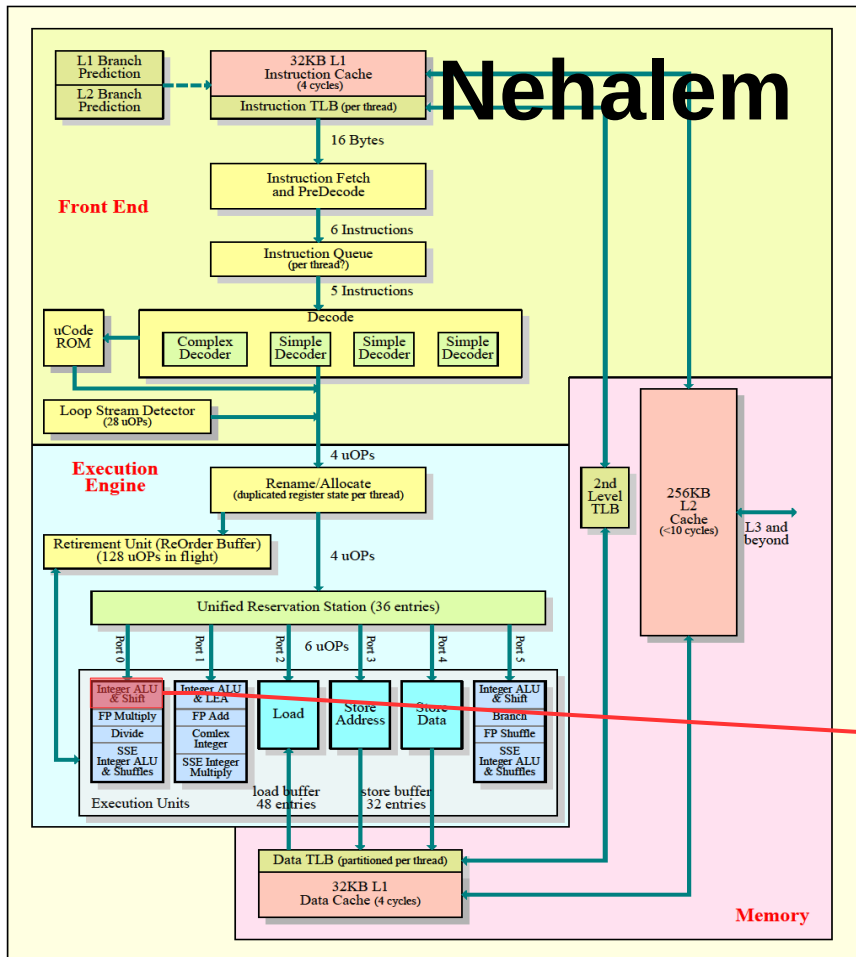 Nehalem
L1 Branch
Prediction
L2 Branch
Prediction
32KB L1
Instruction Cache
(4 cycles)
Instruction TLB (per thread)
16 Bytes
Instruction Fetch
and PreDecode
Front End
6 Instructions
Instruction Queue
(per thread?)
5 Instructions
Decode
uCode
ROM
Complex
Decoder
Simple
Decoder
Simple
Decoder
Simple
Decoder
Loop Stream Detector
(28 uOPs)
4 uOPs
Execution
Engine
Rename/Allocate
(duplicated register state per thread)
2nd
Level
TLB
256KB
L2
Cache
(<10 cycles)
L3 and
beyond
Retirement Unit (ReOrder Buffer)
(128 uOPs in flight)
4 uOPs
Unified Reservation Station (36 entries)
Port 0
Port 1
Port 2
6 uOPs
Port 3
Port 4
Port 5
Integer ALU
& Shift
FP Multiply
Divide
SSE
Integer ALU
& Shuffles
Integer ALU
& LEA
FP Add
Comlex
Integer
SSE Integer
Multiply
Load
Store
Address
Store
Data
Integer ALU
& Shift
Branch
FP Shuffle
SSE
Integer ALU
& Shuffles
load buffer
48 entries
store buffer
32 entries
Execution Units
Data TLB (partitioned per thread)
32KB L1
Data Cache (4 cycles)
Memory